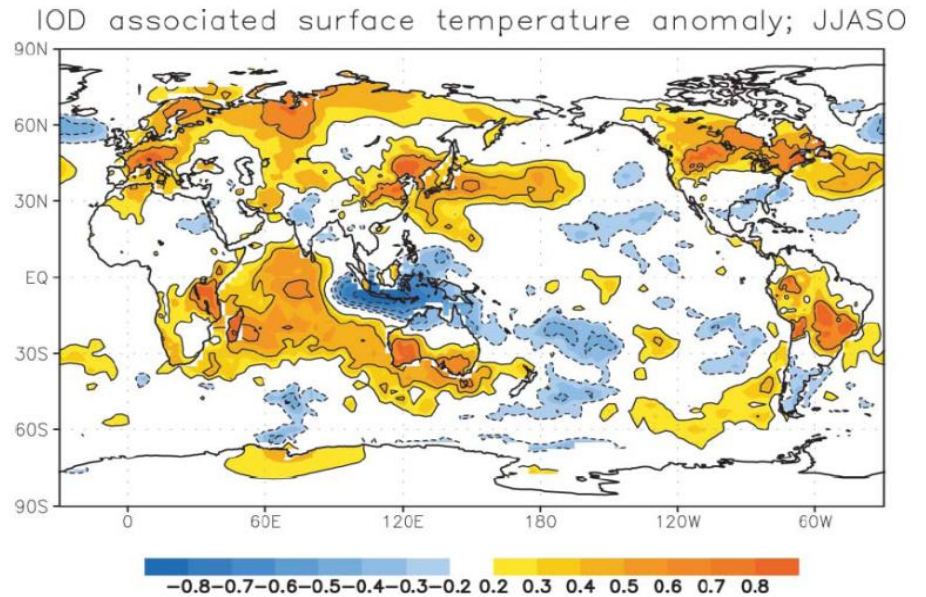 IOD associated surface temperature anomaly; JJASO
90N
60N
30N
EQ
30S
60S
90S
0 60E 120E 180 120W 60W
-0.8-0.7-0.6-0.5-0.4-0.3-0.2 0.2 0.3 0.4 0.5 0.6 0.7 0.8